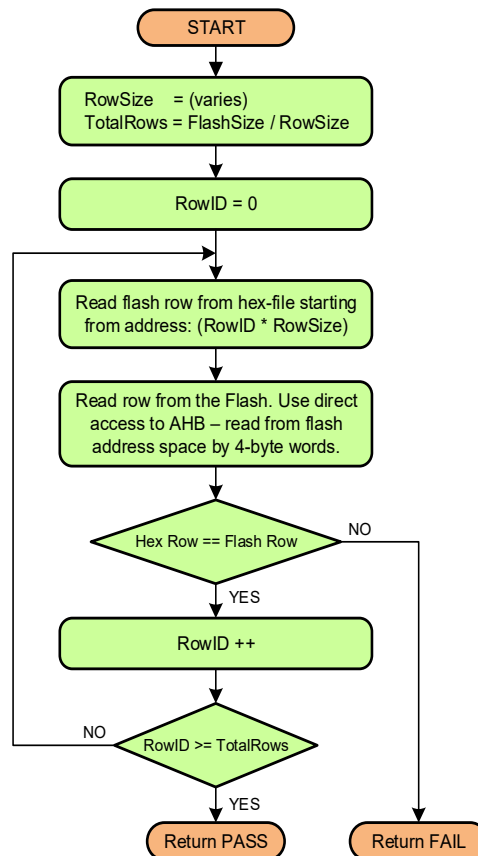 START
RowSize = (varies)
TotalRows = FlashSize / RowSize
RowID = 0
Read flash row from hex-file starting
from address: (RowID * RowSize)
Read row from the Flash. Use direct
access to AHB – read from flash
address space by 4-byte words.
Hex Row == Flash Row
NO
YES
RowID ++
NO
RowID >= TotalRows
YES
Return PASS
Return FAIL